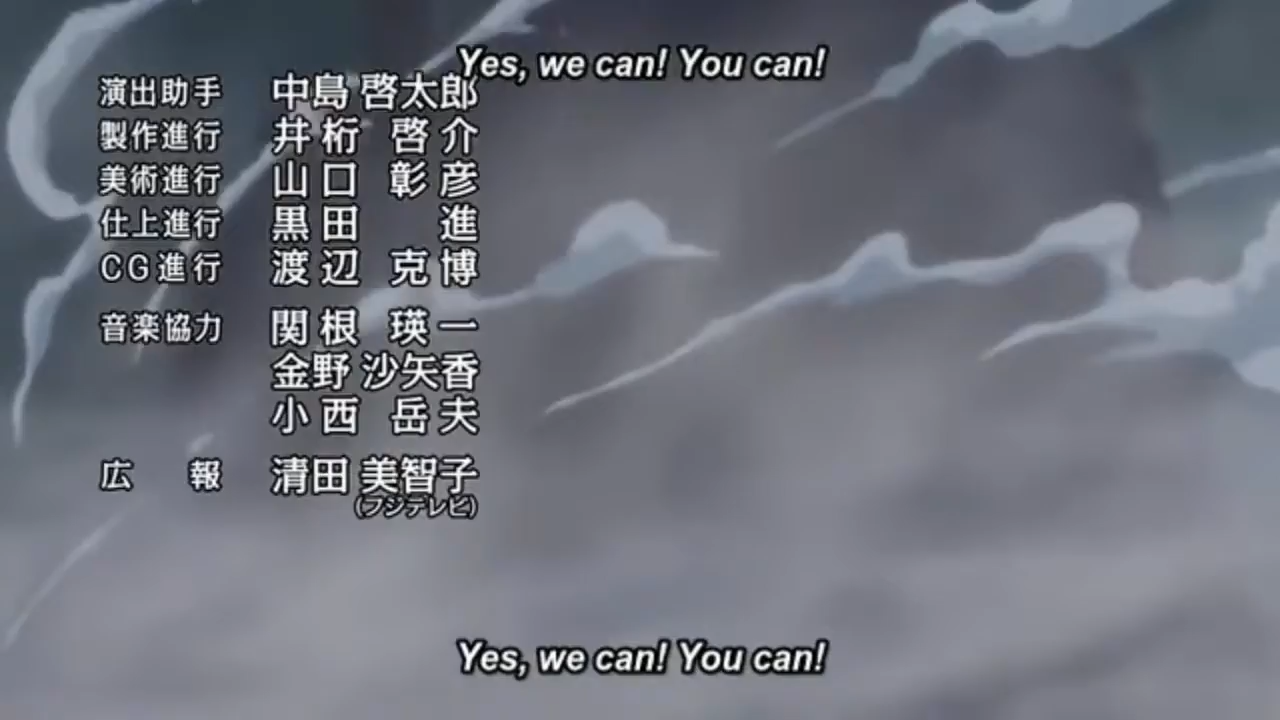 Yes, we can! You can!
演出助手 中島 啓太郎
製作進行 井桁 啓介
美術進行 山口 彰彦
仕上進行 黒田 進
CG進行 渡辺 克博
音楽協力 関根 瑛一
金野 沙矢香
小西 岳夫
広報 清田 美智子
(フジテレビ)
Yes, we can! You can!